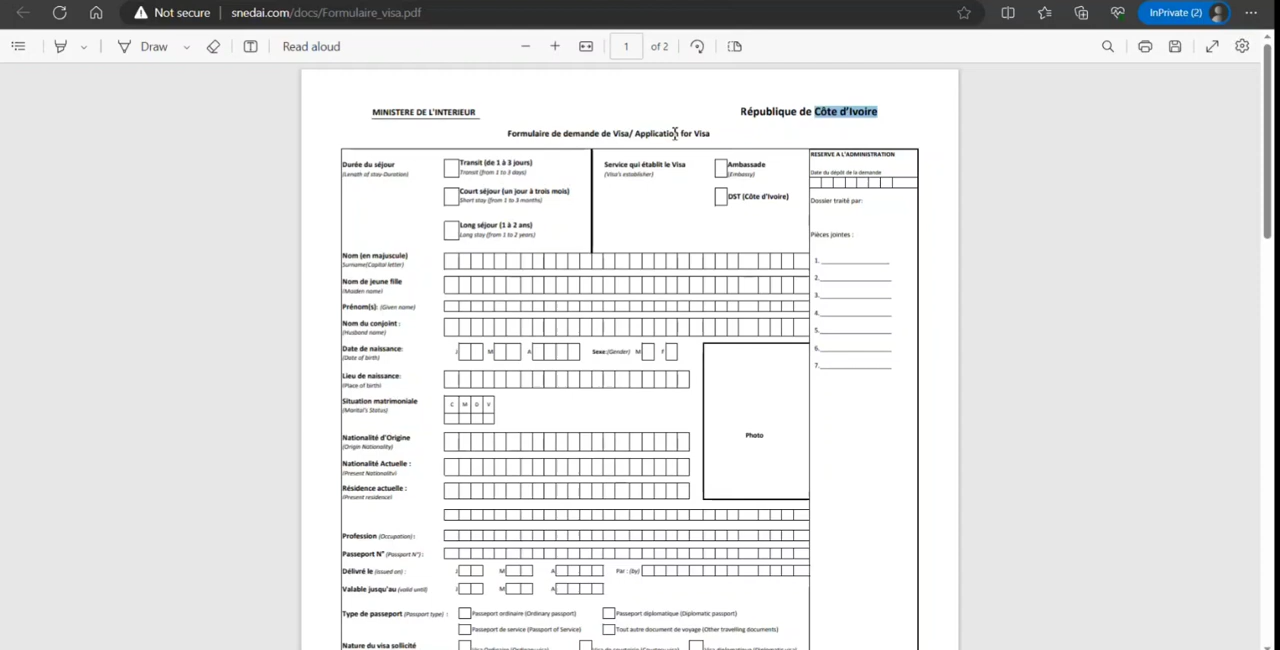 Not secure
snedai.com/docs/Formulaire_visa.pdf
InPrivate (2)
Draw
Read aloud
1 of 2
MINISTERE DE L'INTERIEUR
République de Côte d'Ivoire
Formulaire de demande de Visa/ Application for Visa
Durée du séjour
(Length of stay-Duration)
Transit (de 1 à 3 jours)
Transit (from 1 to 3 days)
Court séjour (un jour à trois mois)
Short stay (from 1 to 3 months)
Long séjour (1 à 2 ans)
Long stay (from 1 to 2 years)
Service qui établit le Visa
(Visa's establisher)
Ambassade
(Embassy)
DST (Côte d'Ivoire)
RESERVE A L'ADMINISTRATION
Date du dépôt de la demande
Dossier traité par:
Pièces jointes :
1.
2.
3.
4.
5.
6.
7.
Nom (en majuscule)
Surname(Capital letter)
Nom de jeune fille
(Maiden name)
Prénom(s): (Given name)
Nom du conjoint :
(Husband name)
Date de naissance:
(Date of birth)
J M A Sexe:(Gender) M F
Lieu de naissance:
(Place of birth)
Situation matrimoniale
(Marital's Status)
C M D V
Photo
Nationalité d'Origine
(Origin Nationality)
Nationalité Actuelle :
(Present Nationality)
Résidence actuelle :
(Present residence)
Profession (Occupation) :
Passeport N° (Passport N°) :
Délivré le (issued on) : J M A Par : (by)
Valable jusqu'au (valid until) J M A
Type de passeport (Passport type) :
Passeport ordinaire (Ordinary passport)
Passeport diplomatique (Diplomatic passport)
Passeport de service (Passport of Service)
Tout autre document de voyage (Other travelling documents)
Nature du visa sollicité